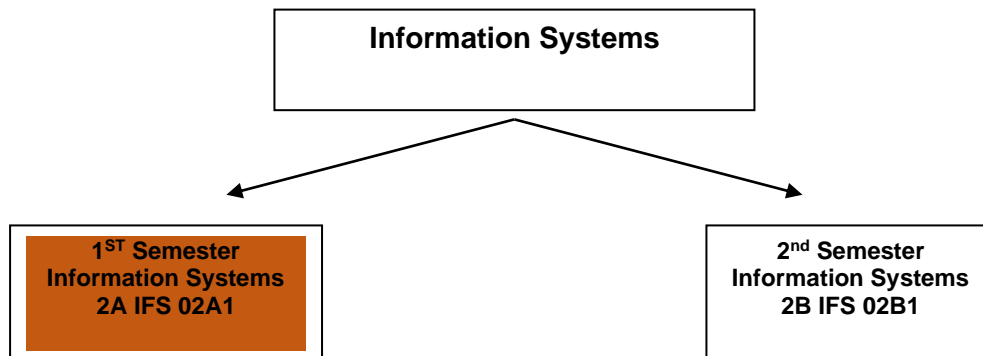 Information Systems
1ST Semester
Information Systems
2A IFS 02A1
2nd Semester
Information Systems
2B IFS 02B1